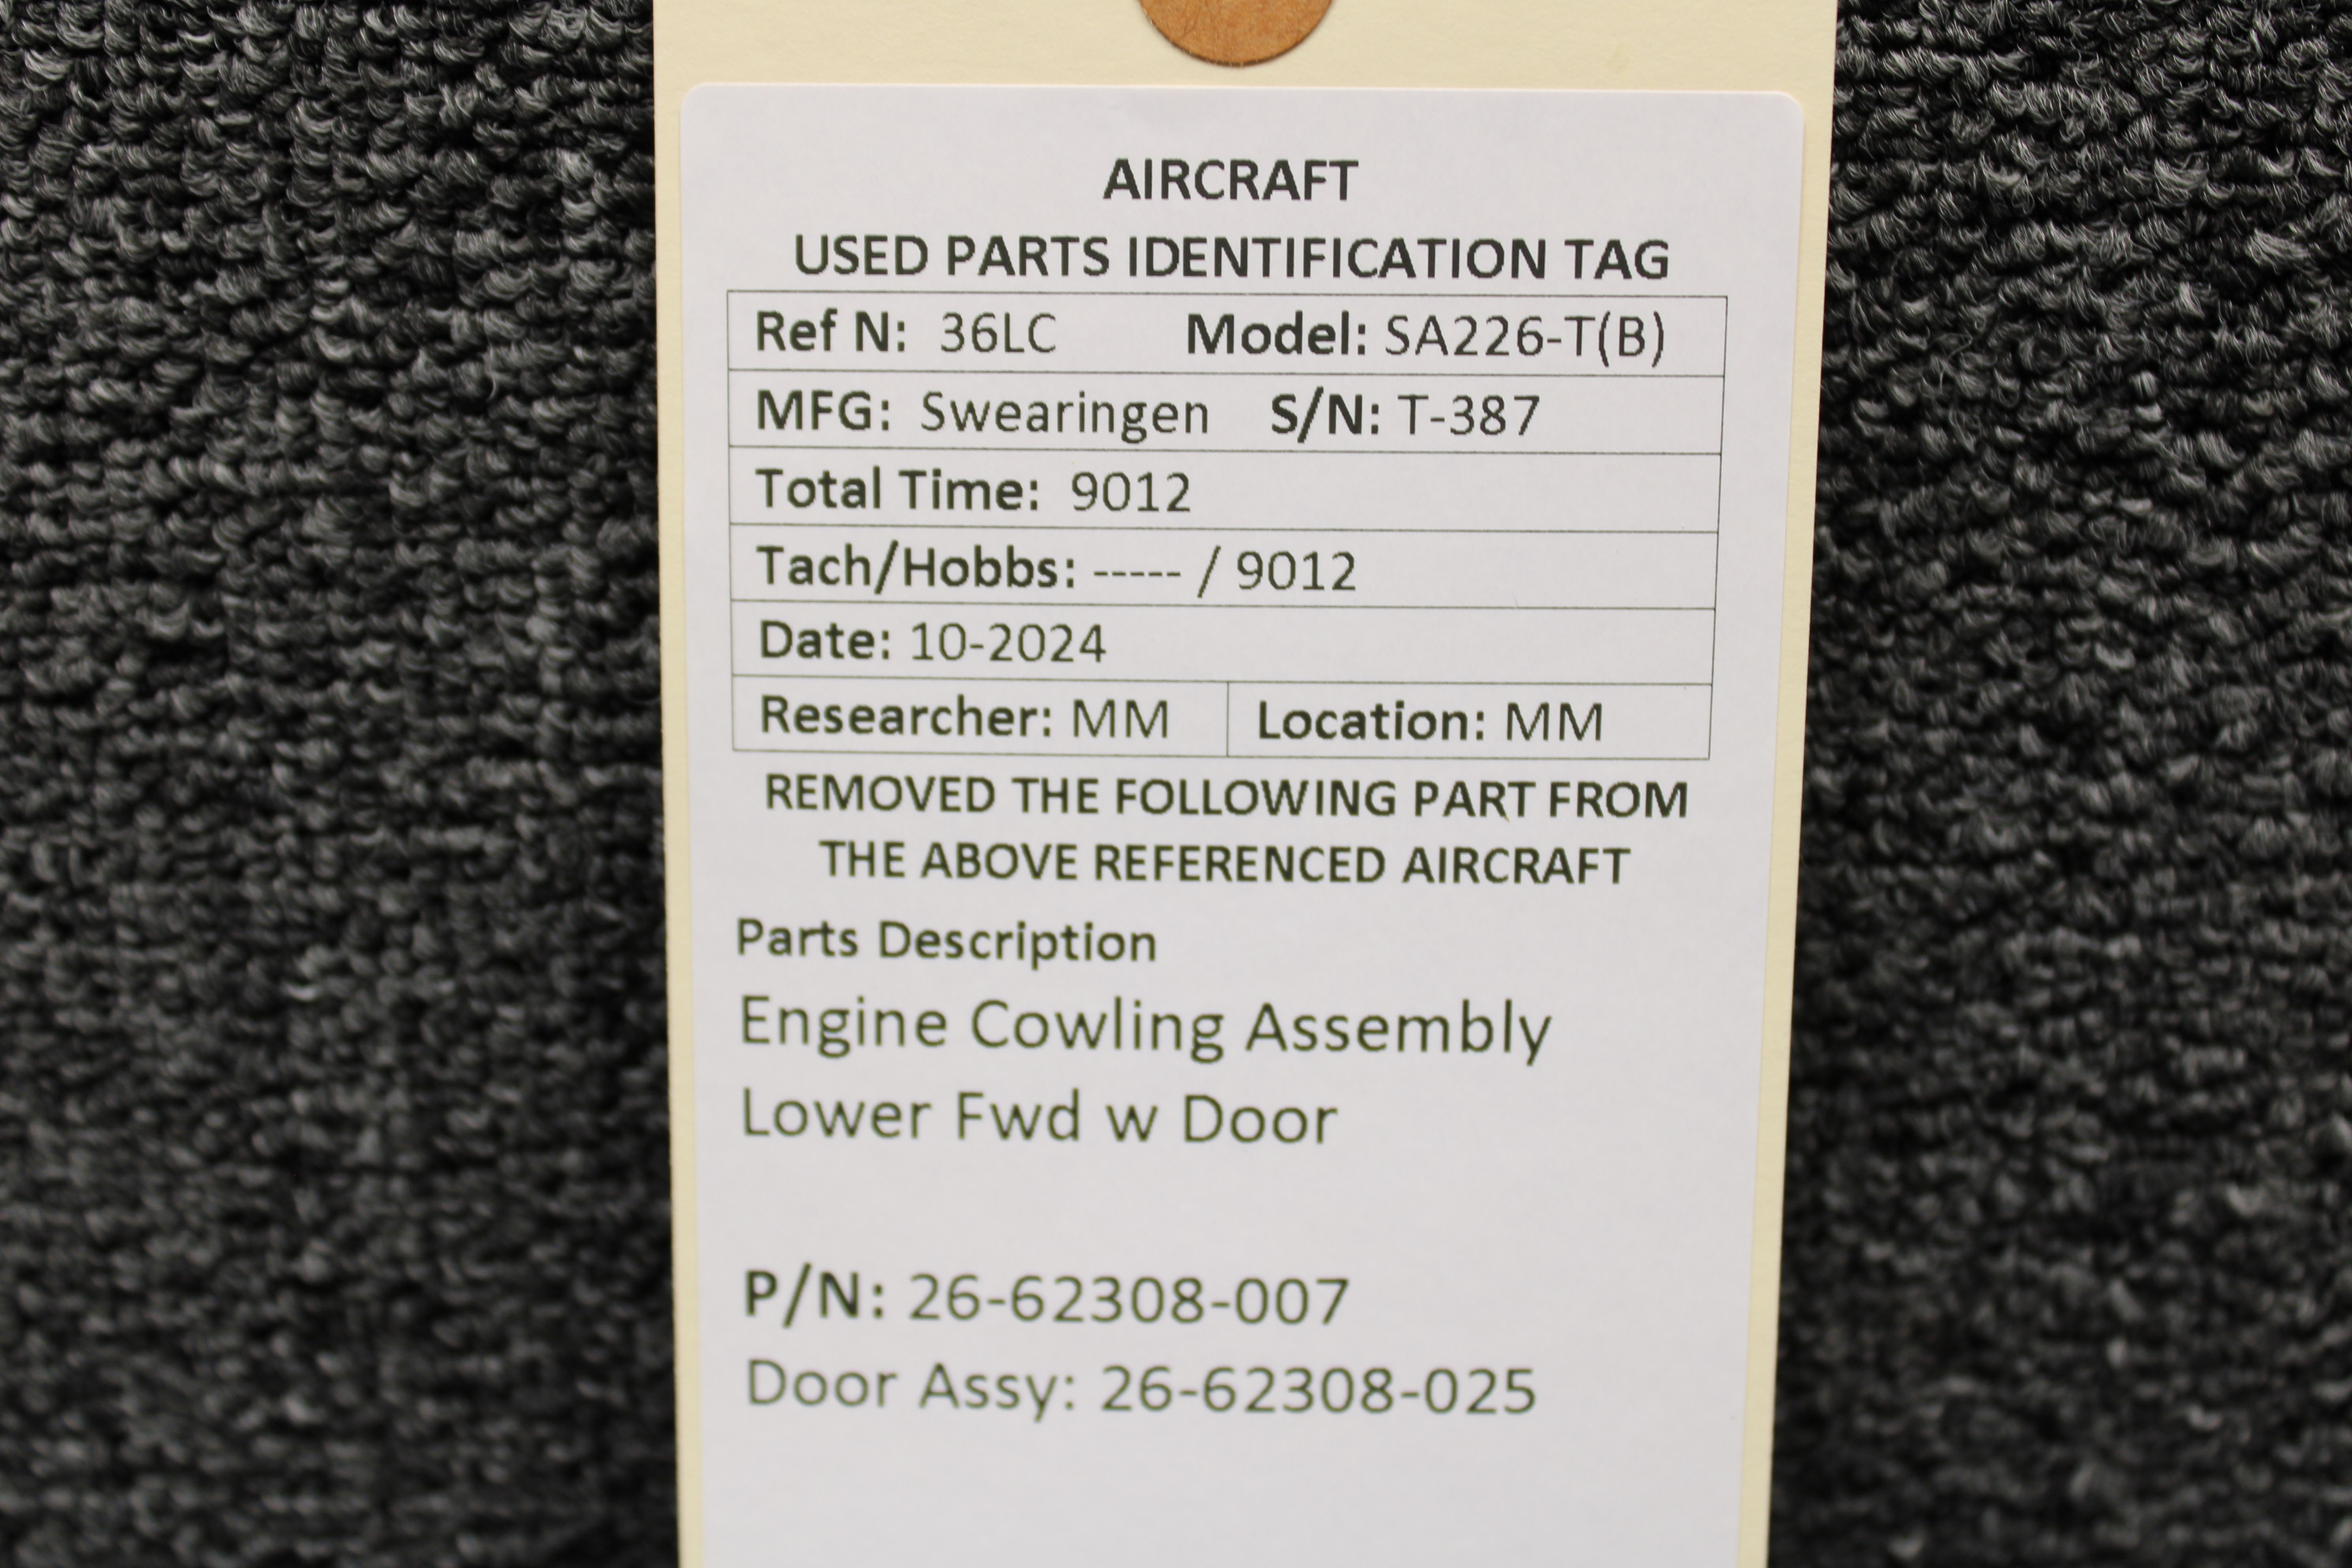 AIRCRAFT
USED PARTS IDENTIFICATION TAG
Ref N: 36LC Model: SA226-T(B)
MFG: Swearingen S/N: T-387
Total Time: 9012
Tach/Hobbs: ----- / 9012
Date: 10-2024
Researcher: MM Location: MM
REMOVED THE FOLLOWING PART FROM
THE ABOVE REFERENCED AIRCRAFT
Parts Description
Engine Cowling Assembly
Lower Fwd w Door
P/N: 26-62308-007
Door Assy: 26-62308-025